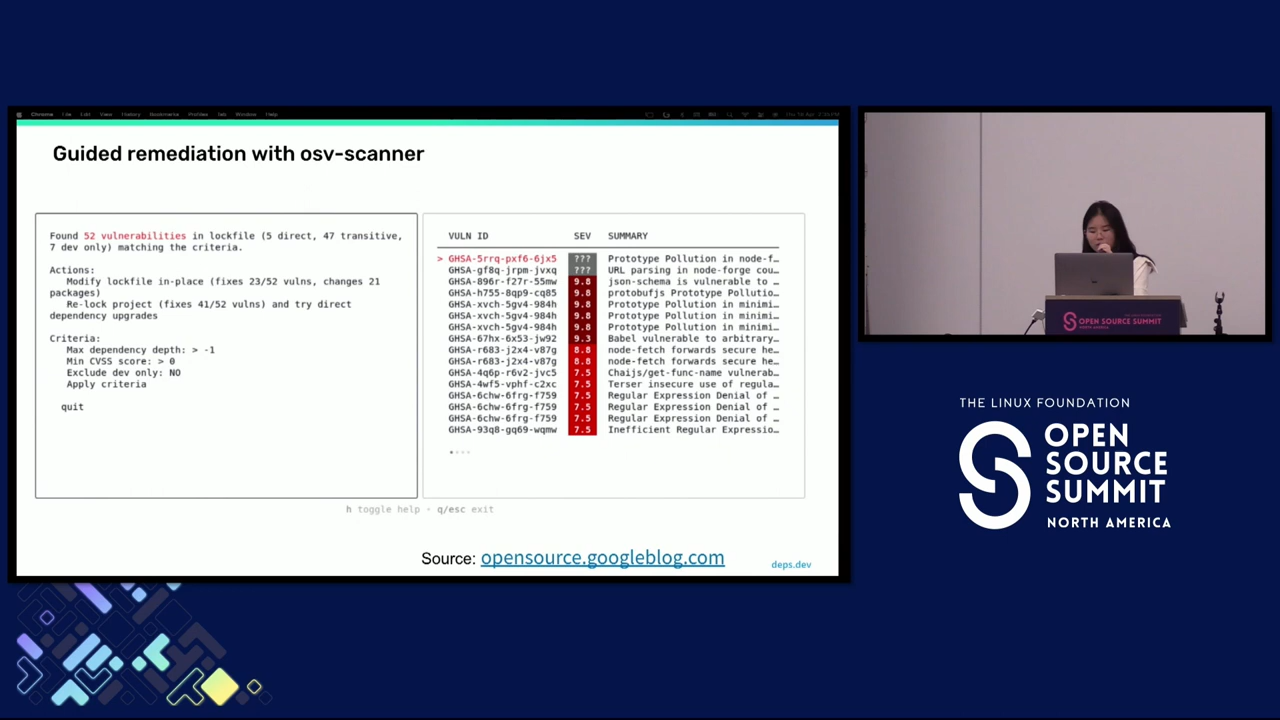 Chrome File Edit View History Bookmarks Profiles Tab Window Help
Guided remediation with osv-scanner
Found 52 vulnerabilities in lockfile (5 direct, 47 transitive,
7 dev only) matching the criteria.
Actions:
Modify lockfile in-place (fixes 23/52 vulns, changes 21
packages)
Re-lock project (fixes 41/52 vulns) and try direct
dependency upgrades
Criteria:
Max dependency depth: > -1
Min CVSS score: > 0
Exclude dev only: NO
Apply criteria
quit
VULN ID SEV SUMMARY
> GHSA-5rrq-pxf6-6jx5 ??? Prototype Pollution in node-f…
GHSA-gf8q-jrpm-jvxq ??? URL parsing in node-forge cou…
GHSA-896r-f27r-55mw 9.8 json-schema is vulnerable to …
GHSA-h755-8qp9-cq85 9.8 protobufjs Prototype Pollutio…
GHSA-xvch-5gv4-984h 9.8 Prototype Pollution in minimi…
GHSA-xvch-5gv4-984h 9.8 Prototype Pollution in minimi…
GHSA-xvch-5gv4-984h 9.8 Prototype Pollution in minimi…
GHSA-67hx-6x53-jw92 9.3 Babel vulnerable to arbitrary…
GHSA-r683-j2x4-v87g 8.8 node-fetch forwards secure he…
GHSA-r683-j2x4-v87g 8.8 node-fetch forwards secure he…
GHSA-4q6p-r6v2-jvc5 7.5 Chaijs/get-func-name vulnerab…
GHSA-4wf5-vphf-c2xc 7.5 Terser insecure use of regula…
GHSA-6chw-6frg-f759 7.5 Regular Expression Denial of …
GHSA-6chw-6frg-f759 7.5 Regular Expression Denial of …
GHSA-6chw-6frg-f759 7.5 Regular Expression Denial of …
GHSA-93q8-gq69-wqmw 7.5 Inefficient Regular Expressio…
h toggle help · q/esc exit
Source: opensource.googleblog.com
deps.dev
OPEN SOURCE SUMMIT
NORTH AMERICA
THE LINUX FOUNDATION
OPEN
SOURCE
SUMMIT
NORTH AMERICA